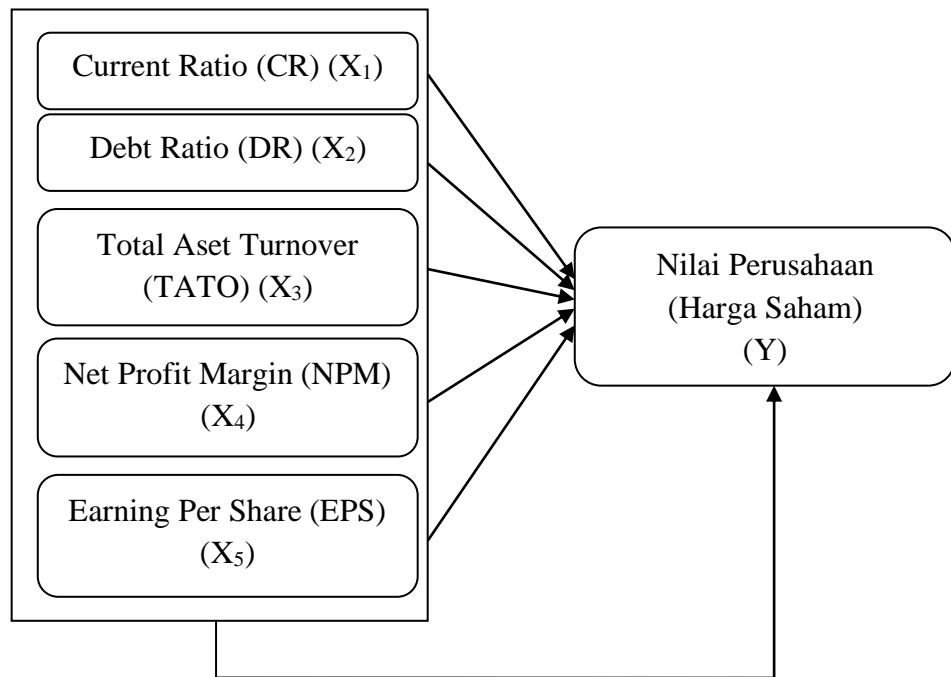 Current Ratio (CR) (X₁)
Debt Ratio (DR) (X₂)
Total Aset Turnover
(TATO) (X₃)
Net Profit Margin (NPM)
(X₄)
Earning Per Share (EPS)
(X₅)
Nilai Perusahaan
(Harga Saham)
(Y)